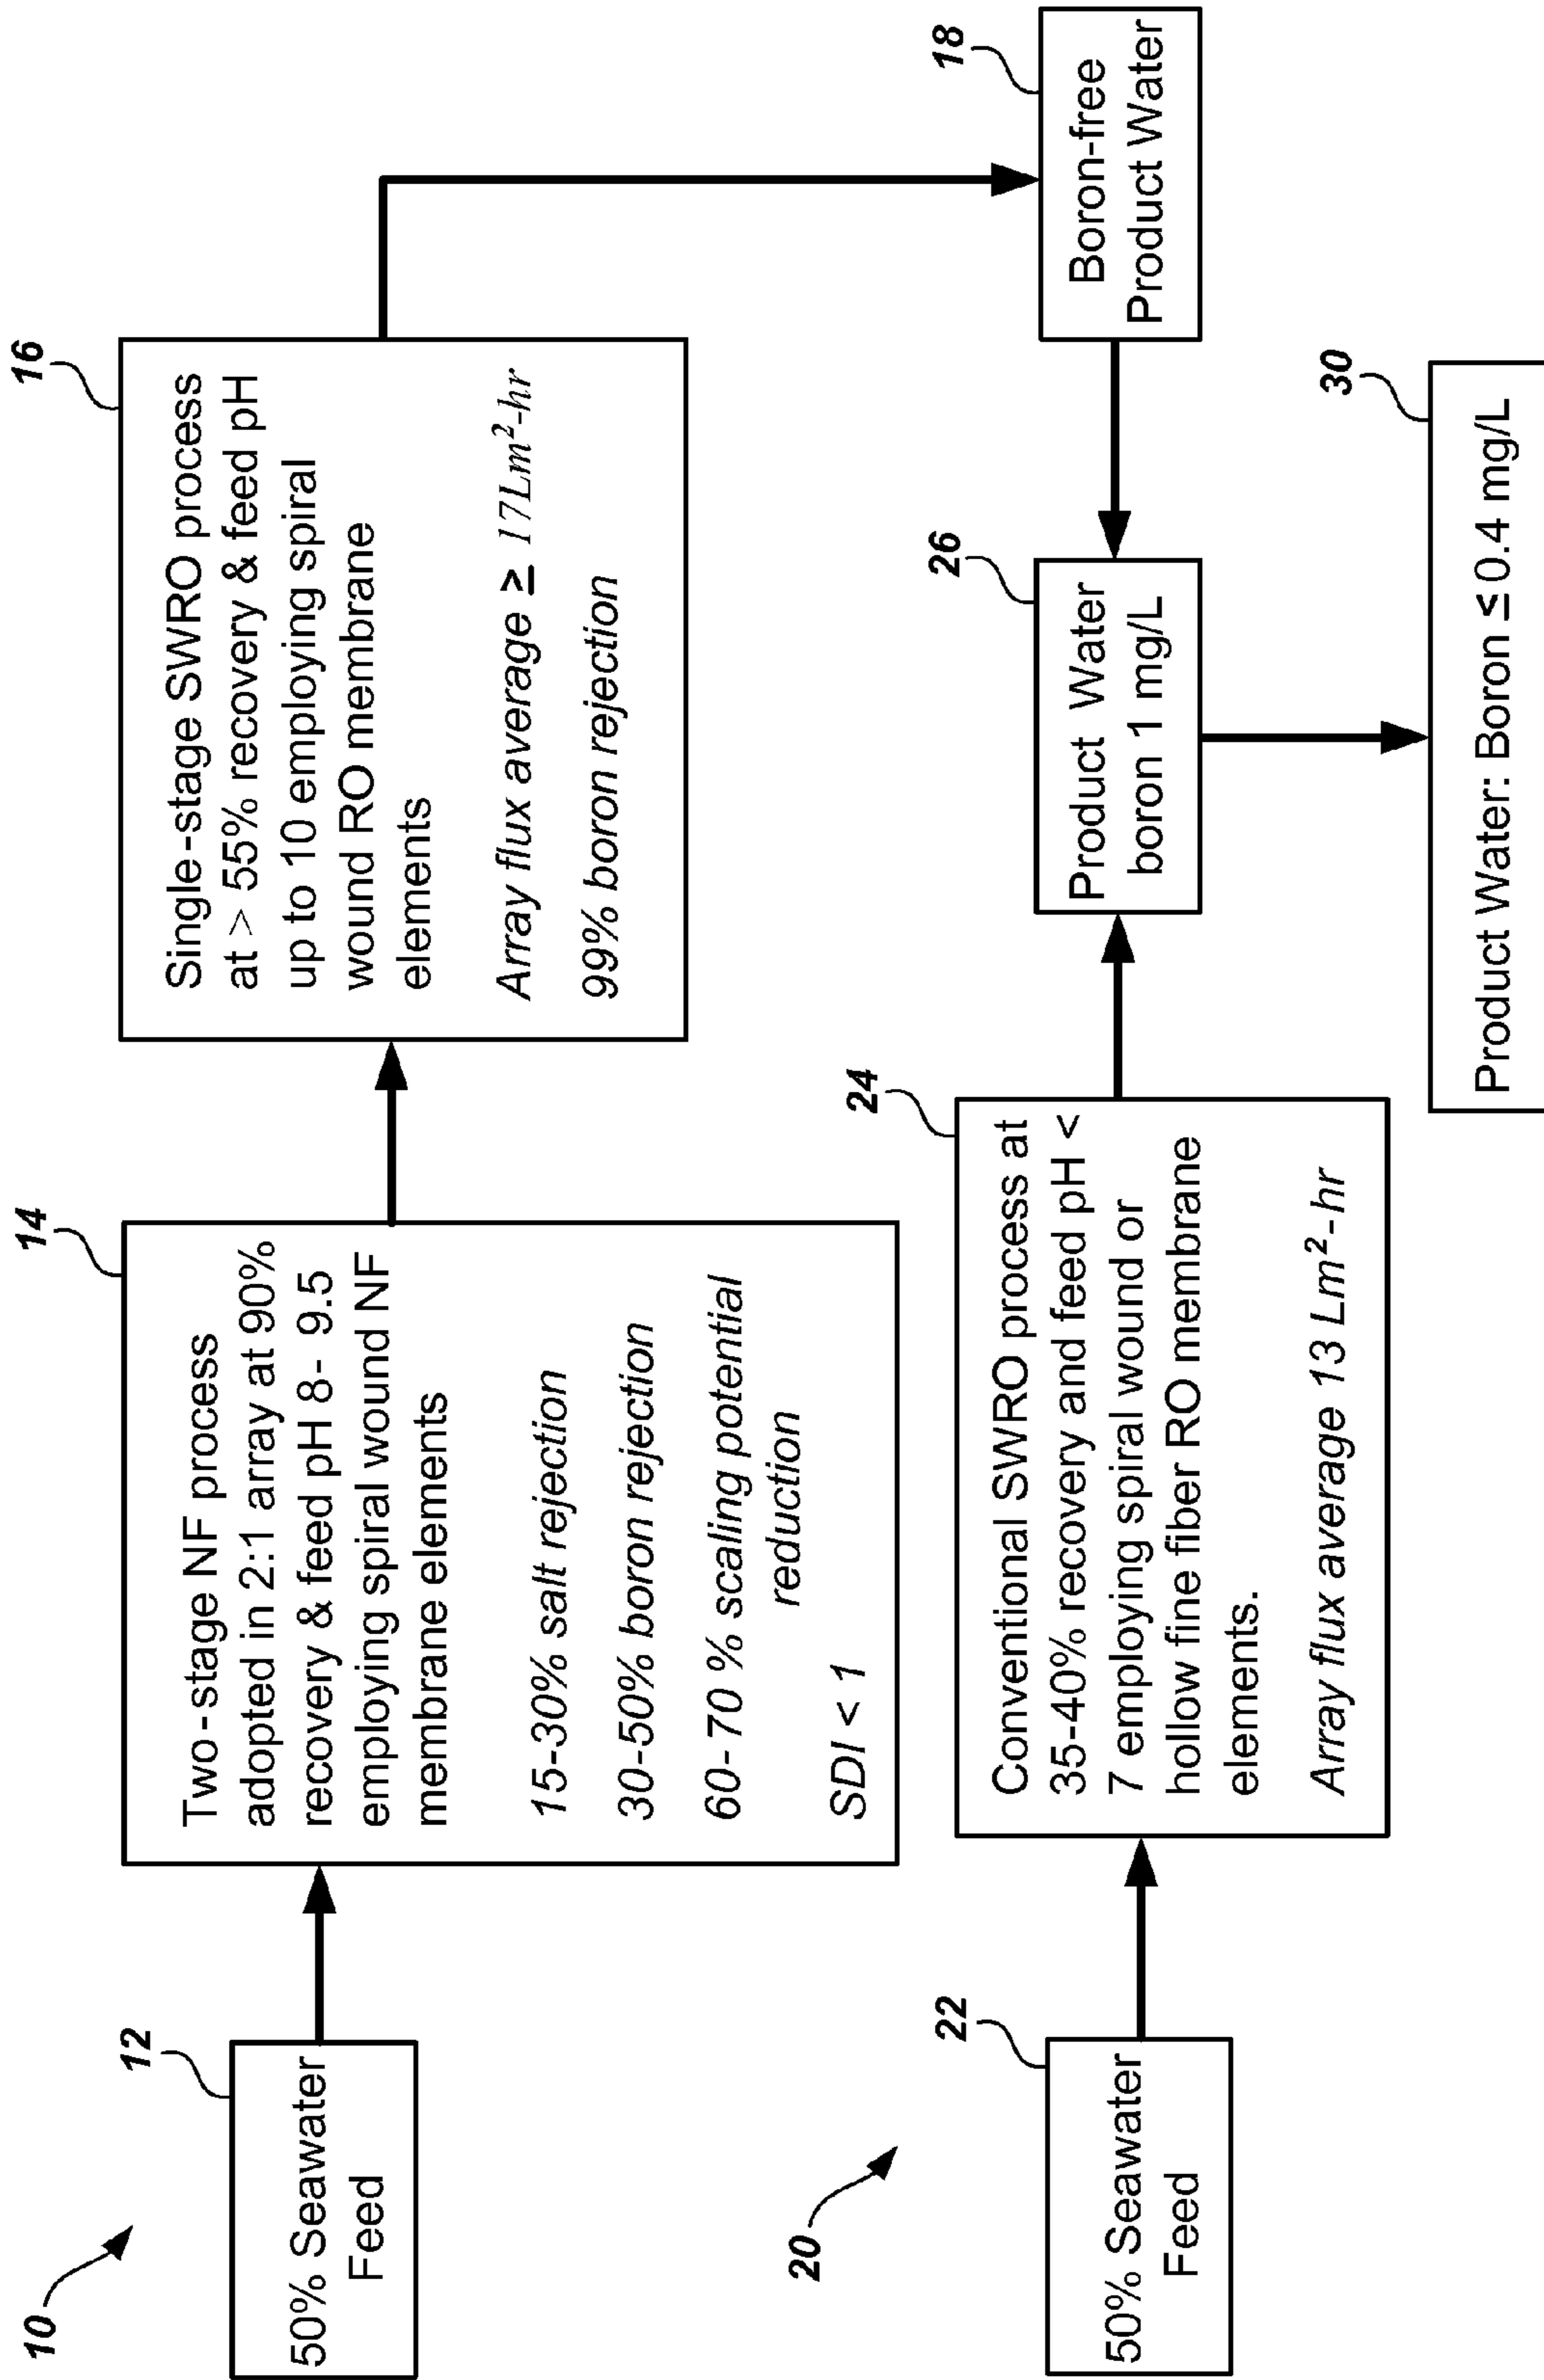 10
12
50% Seawater
Feed
14
Two-stage NF process
adopted in 2:1 array at 90%
recovery & feed pH 8- 9.5
employing spiral wound NF
membrane elements
15-30% salt rejection
30-50% boron rejection
60-70 % scaling potential
reduction
SDI < 1
16
Single-stage SWRO process
at > 55% recovery & feed pH
up to 10 employing spiral
wound RO membrane
elements
Array flux average ≥ 17Lm²-hr
99% boron rejection
18
Boron-free
Product Water
20
22
50% Seawater
Feed
24
Conventional SWRO process at
35-40% recovery and feed pH <
7 employing spiral wound or
hollow fine fiber RO membrane
elements.
Array flux average 13 Lm²-hr
26
Product Water
boron 1 mg/L
30
Product Water: Boron ≤ 0.4 mg/L